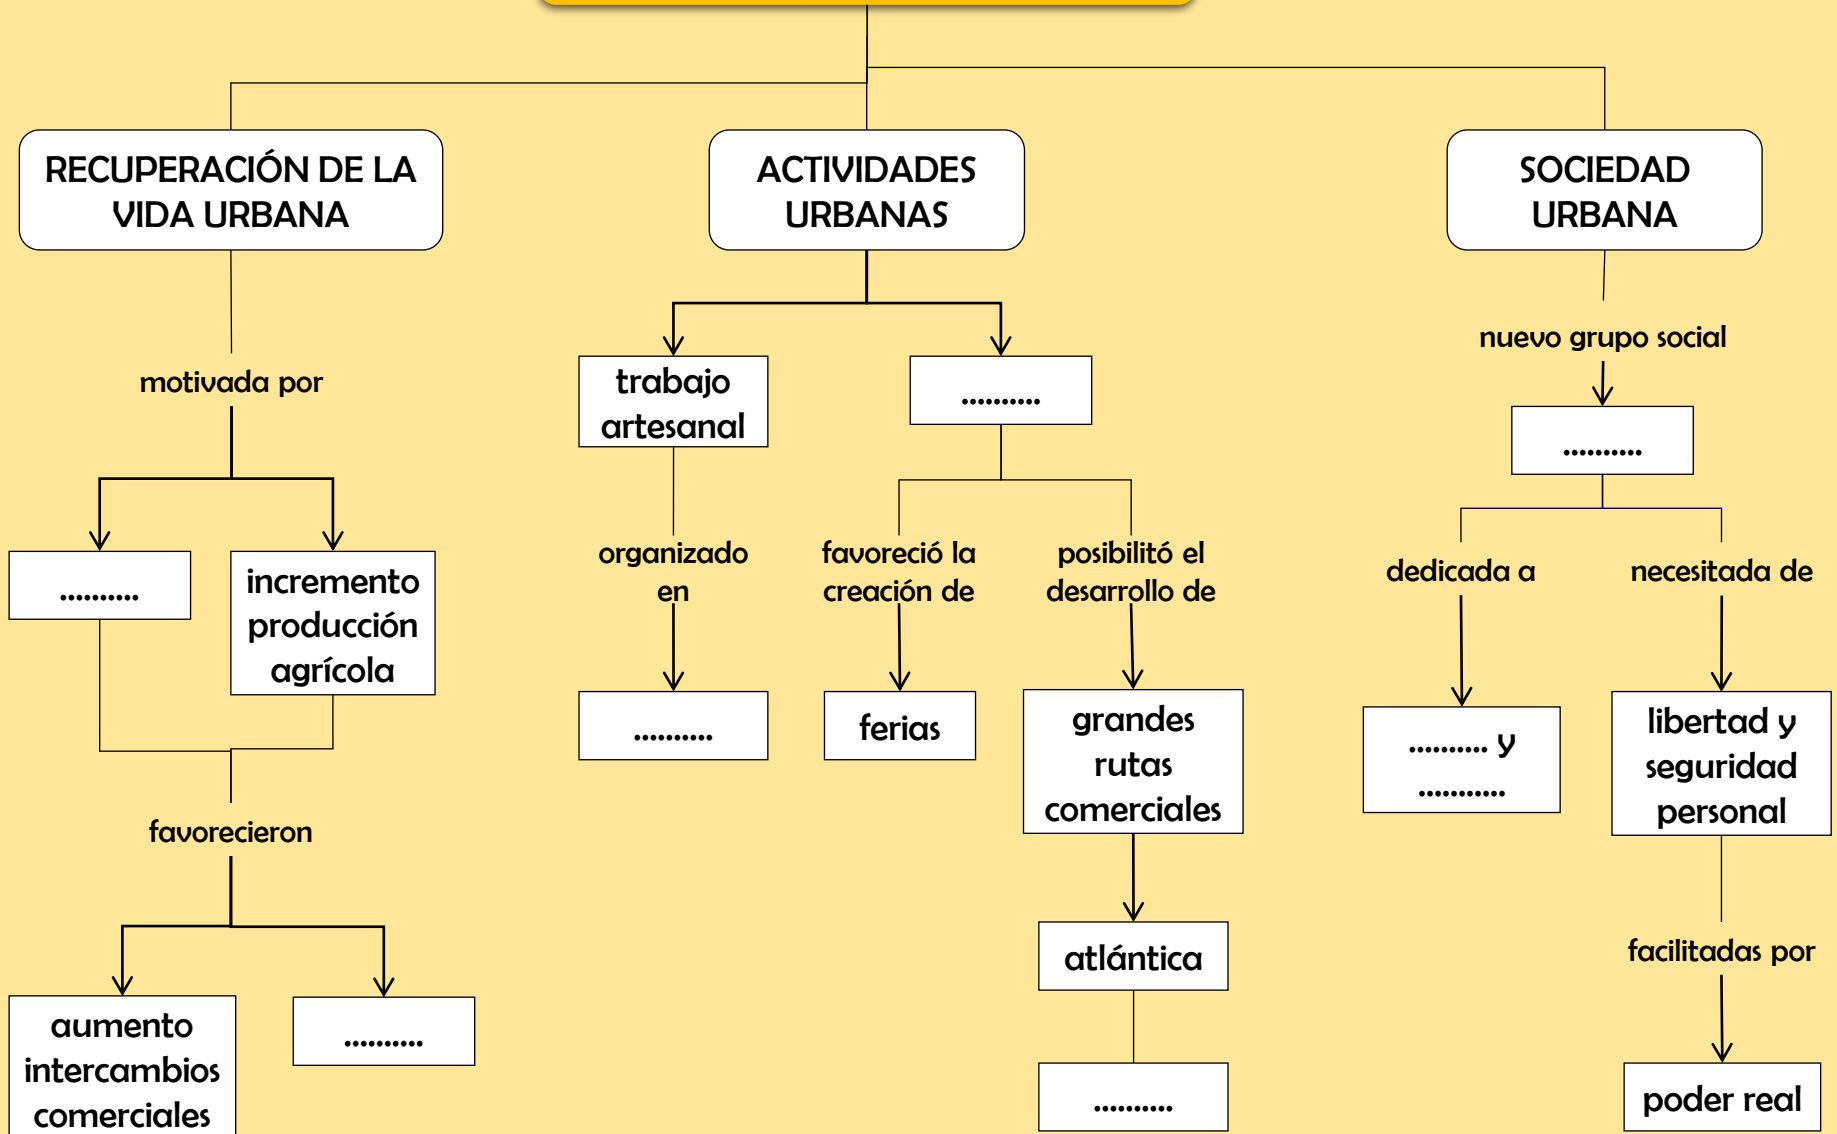 RECUPERACIÓN DE LA
VIDA URBANA
motivada por
..........
incremento
producción
agrícola
favorecieron
aumento
intercambios
comerciales
..........
ACTIVIDADES
URBANAS
trabajo
artesanal
organizado
en
..........
..........
favoreció la
creación de
ferias
posibilitó el
desarrollo de
grandes
rutas
comerciales
atlántica
..........
SOCIEDAD
URBANA
nuevo grupo social
..........
dedicada a
.......... y
...........
necesitada de
libertad y
seguridad
personal
facilitadas por
poder real